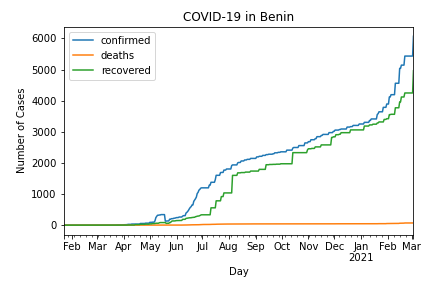 COVID-19 in Benin
confirmed
deaths
recovered
Number of Cases
6000
5000
4000
3000
2000
1000
0
Feb Mar Apr May Jun Jul Aug Sep Oct Nov Dec Jan Feb Mar
2021
Day